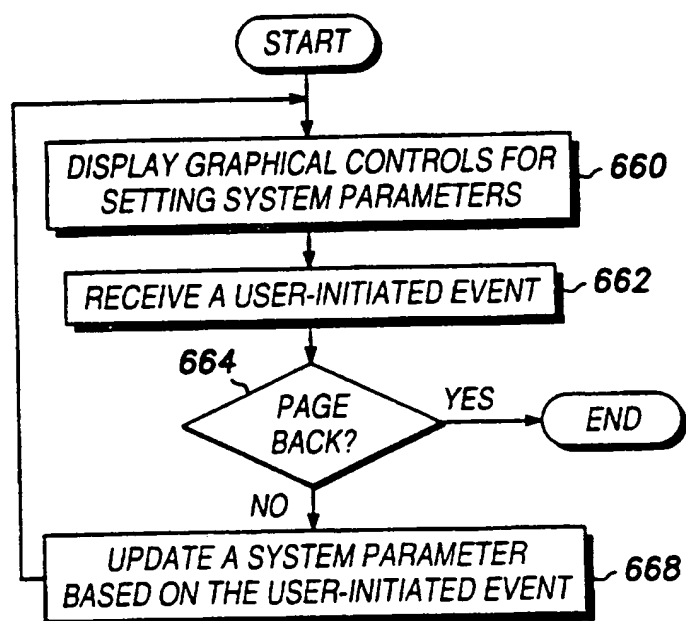 START
DISPLAY GRAPHICAL CONTROLS FOR
SETTING SYSTEM PARAMETERS
660
RECEIVE A USER-INITIATED EVENT
662
664
PAGE
BACK?
YES
END
NO
UPDATE A SYSTEM PARAMETER
BASED ON THE USER-INITIATED EVENT
668